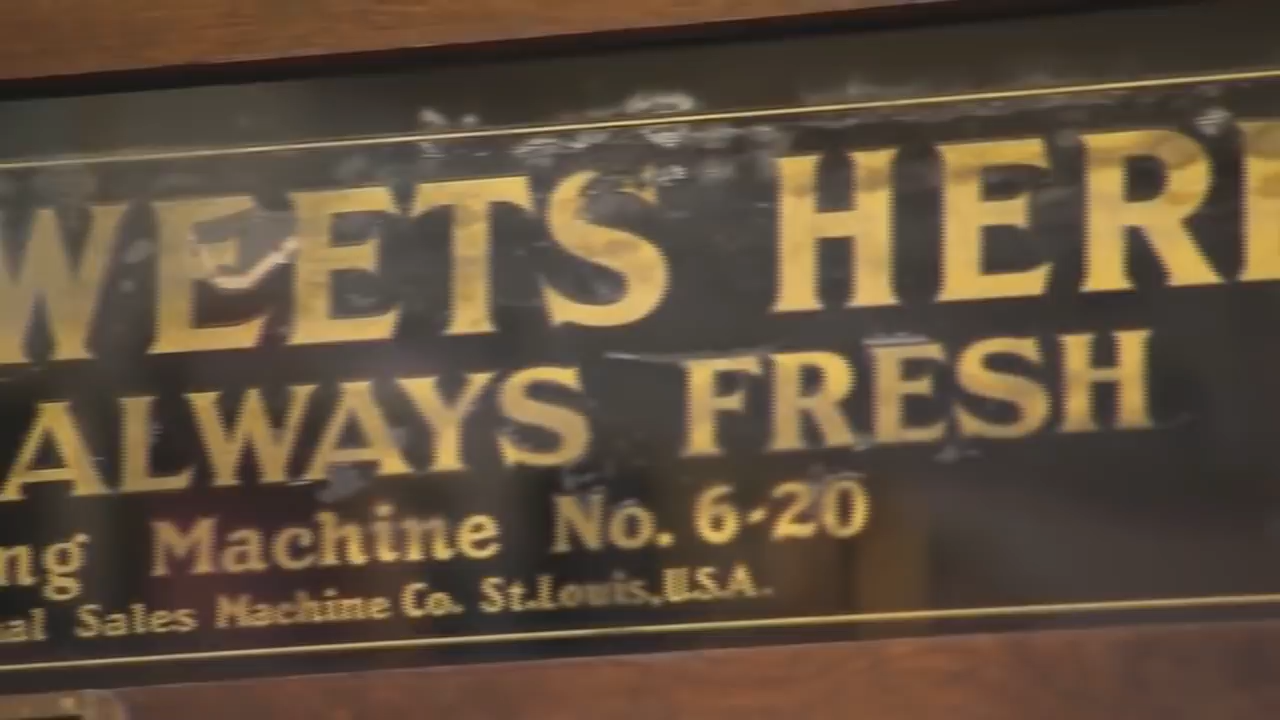 WEETS HER
ALWAYS FRESH
ng Machine No. 6-20
al Sales Machine Co. St.Louis,U.S.A.